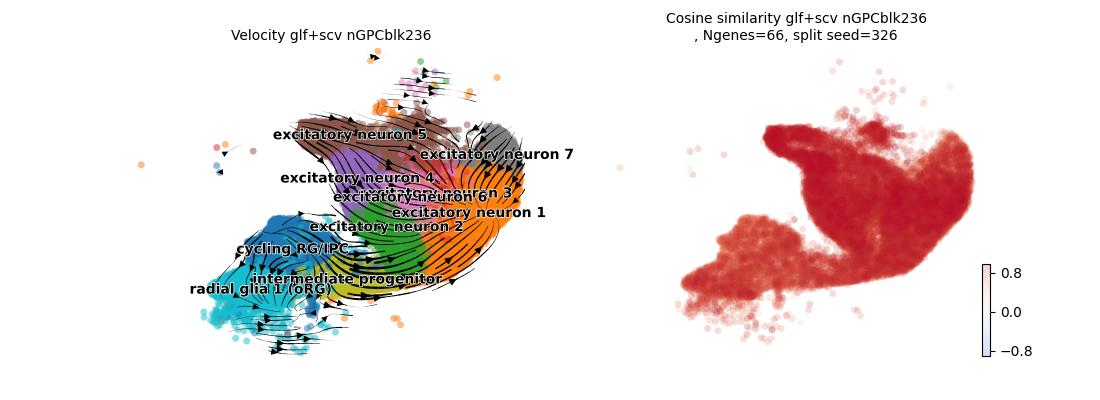 Velocity glf+scv nGPCblk236
Cosine similarity glf+scv nGPCblk236
, Ngenes=66, split seed=326
excitatory neuron 5
excitatory neuron 7
excitatory neuron 4
excitatory neuron 3
excitatory neuron 6
excitatory neuron 1
excitatory neuron 2
cycling RG/IPC
intermediate progenitor
radial glia 1 (oRG)
0.8
0.0
−0.8